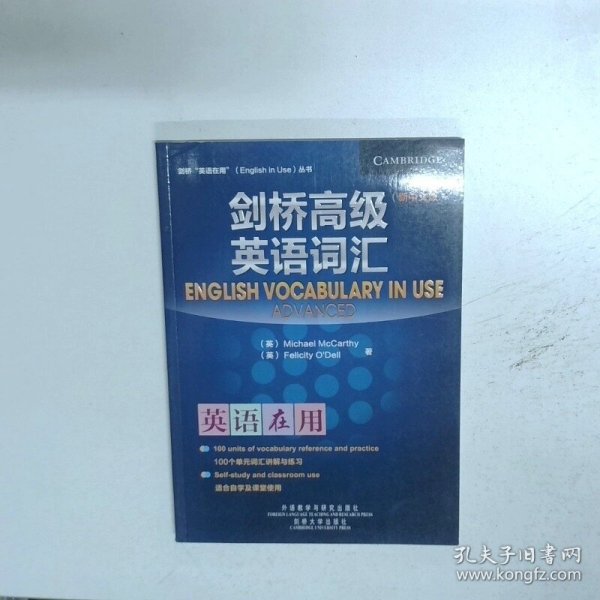 剑桥“英语在用”（English in Use）丛书
CAMBRIDGE
剑桥高级
英语词汇
ENGLISH VOCABULARY IN USE
ADVANCED
（英） Michael McCarthy
（英） Felicity O'Dell
著
英语在用
100 units of vocabulary reference and practice
100个单元词汇讲解与练习
Self-study and classroom use
适合自学及课堂使用
外语教学与研究出版社
FOREIGN LANGUAGE TEACHING AND RESEARCH PRESS
剑桥大学出版社
CAMBRIDGE UNIVERSITY PRESS
孔夫子旧书网
www.kongfz.com